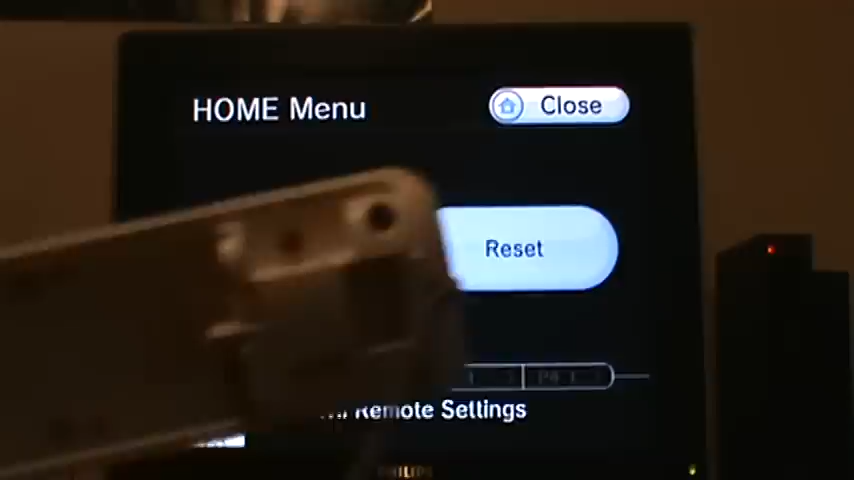 HOME Menu
Close
Reset
P4
Remote Settings
PHILIPS